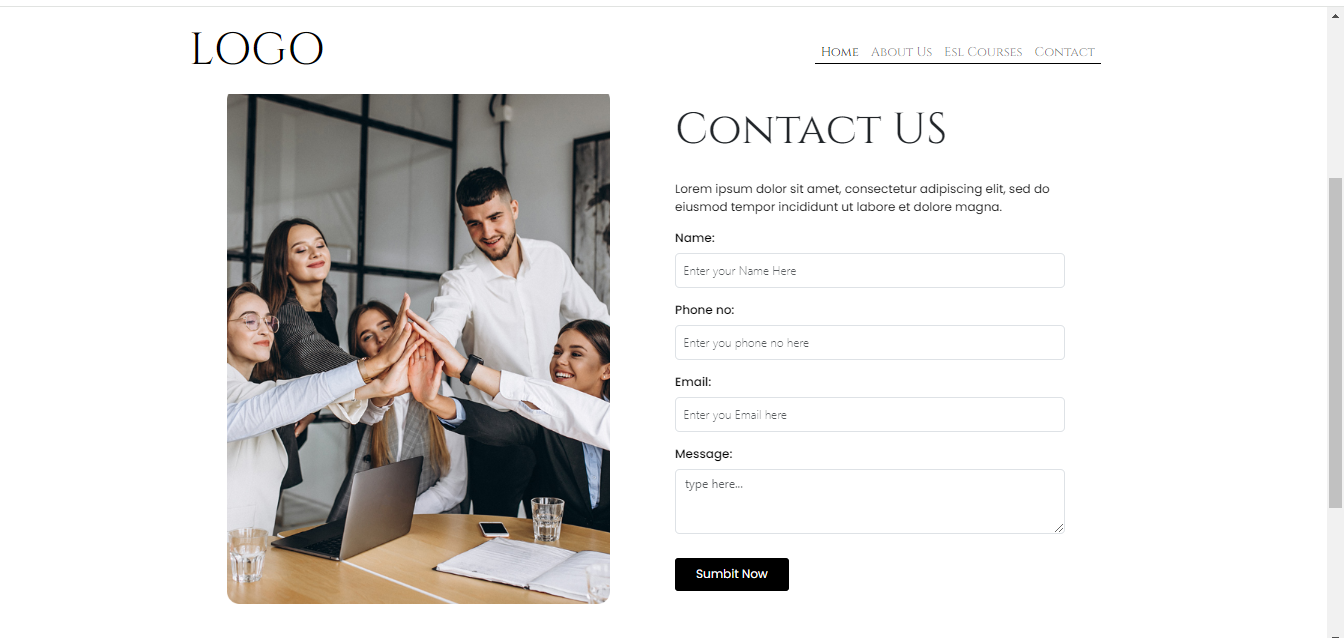 LOGO
Home About Us Esl Courses Contact
Contact US
Lorem ipsum dolor sit amet, consectetur adipiscing elit, sed do
eiusmod tempor incididunt ut labore et dolore magna.
Name:
Enter your Name Here
Phone no:
Enter you phone no here
Email:
Enter you Email here
Message:
type here...
Sumbit Now